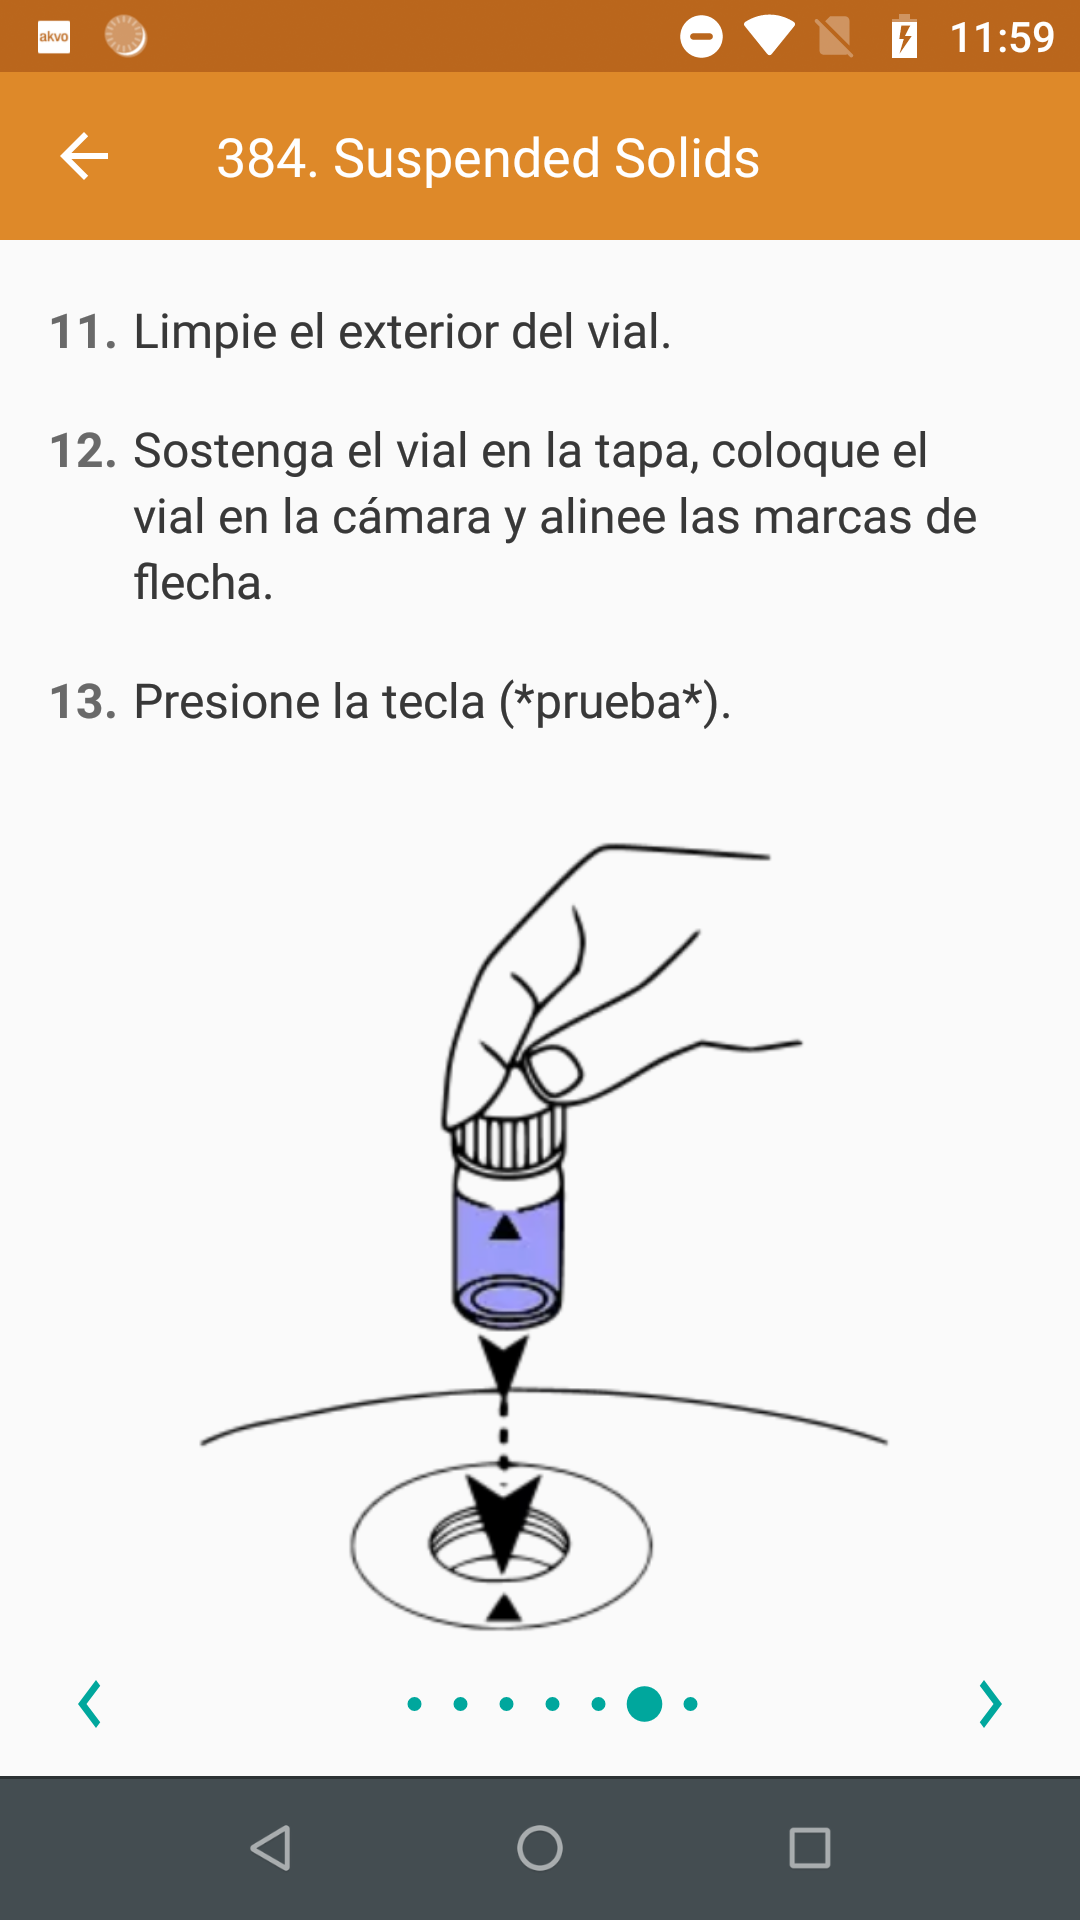 akvo
11:59
384. Suspended Solids
11. Limpie el exterior del vial.
12. Sostenga el vial en la tapa, coloque el
vial en la cámara y alinee las marcas de
flecha.
13. Presione la tecla (*prueba*).